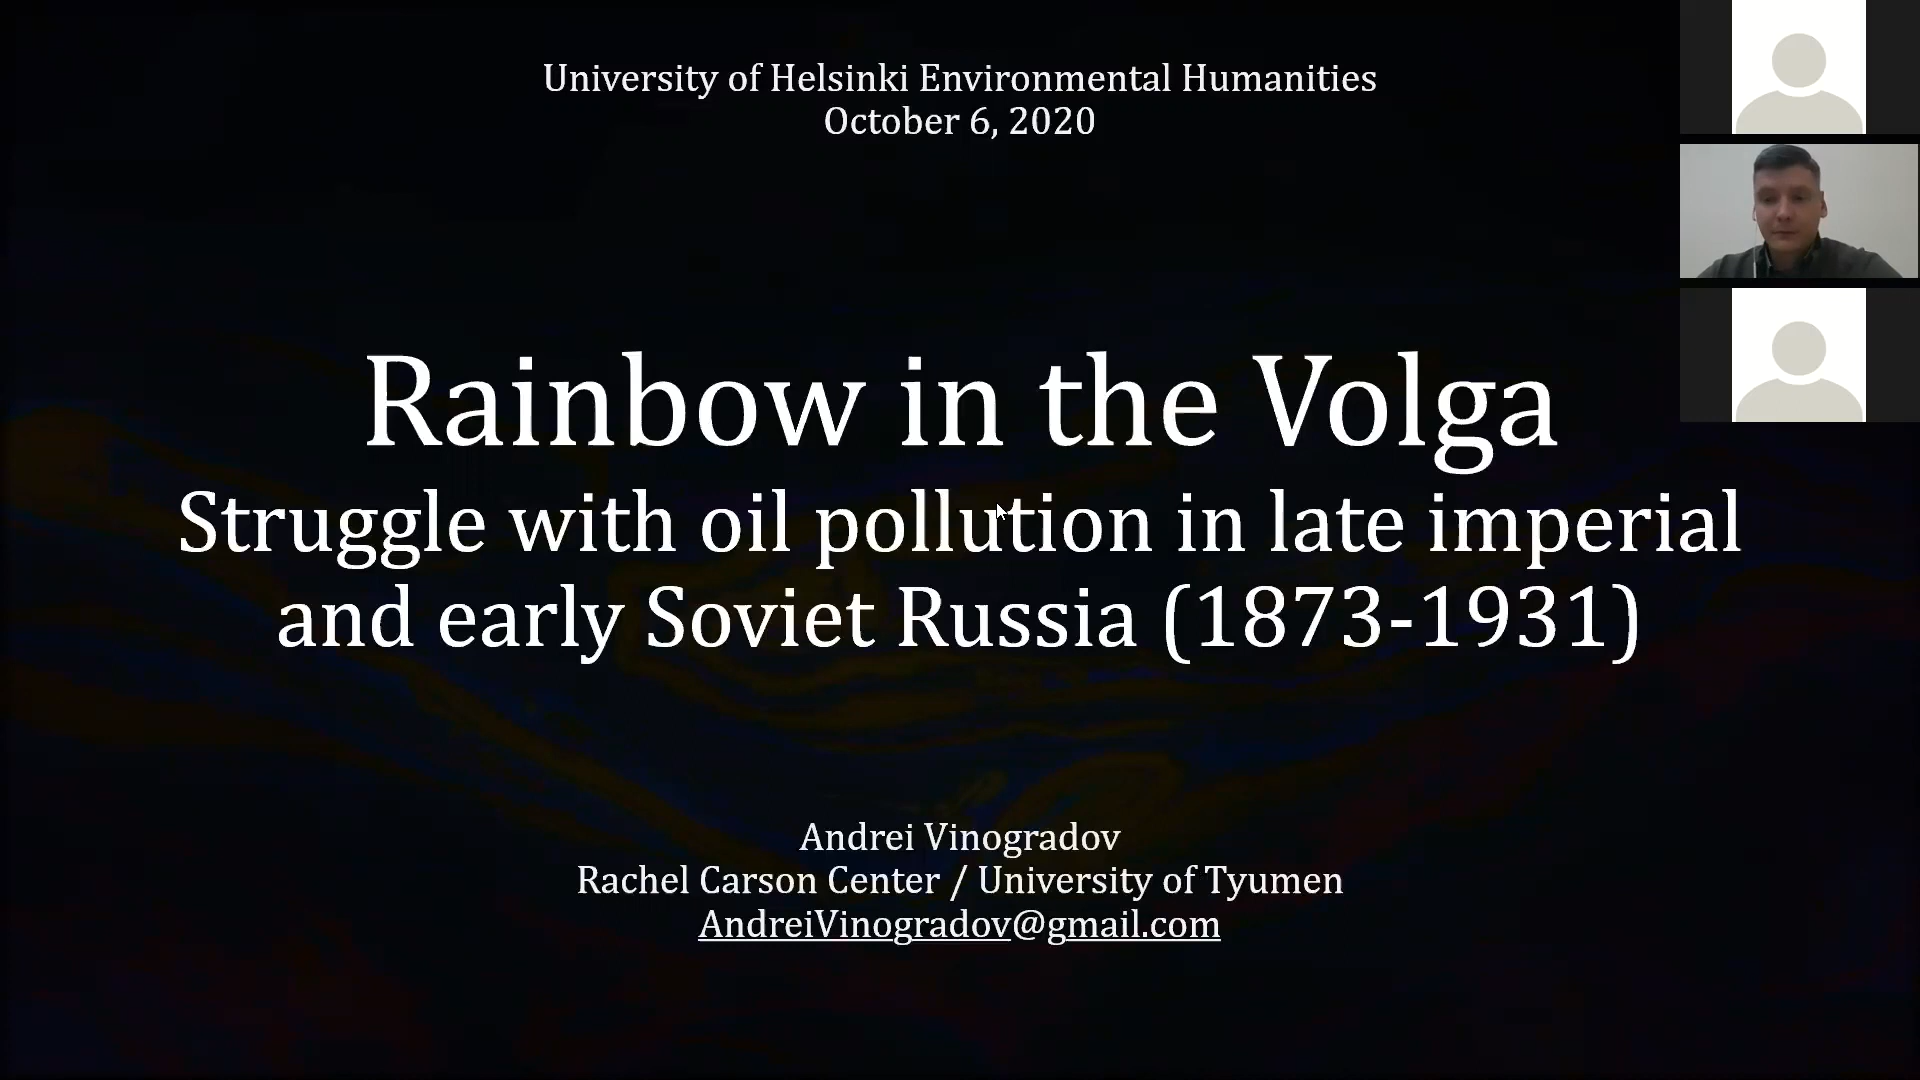 University of Helsinki Environmental Humanities
October 6, 2020
Rainbow in the Volga
Struggle with oil pollution in late imperial
and early Soviet Russia (1873-1931)
Andrei Vinogradov
Rachel Carson Center / University of Tyumen
AndreiVinogradov@gmail.com